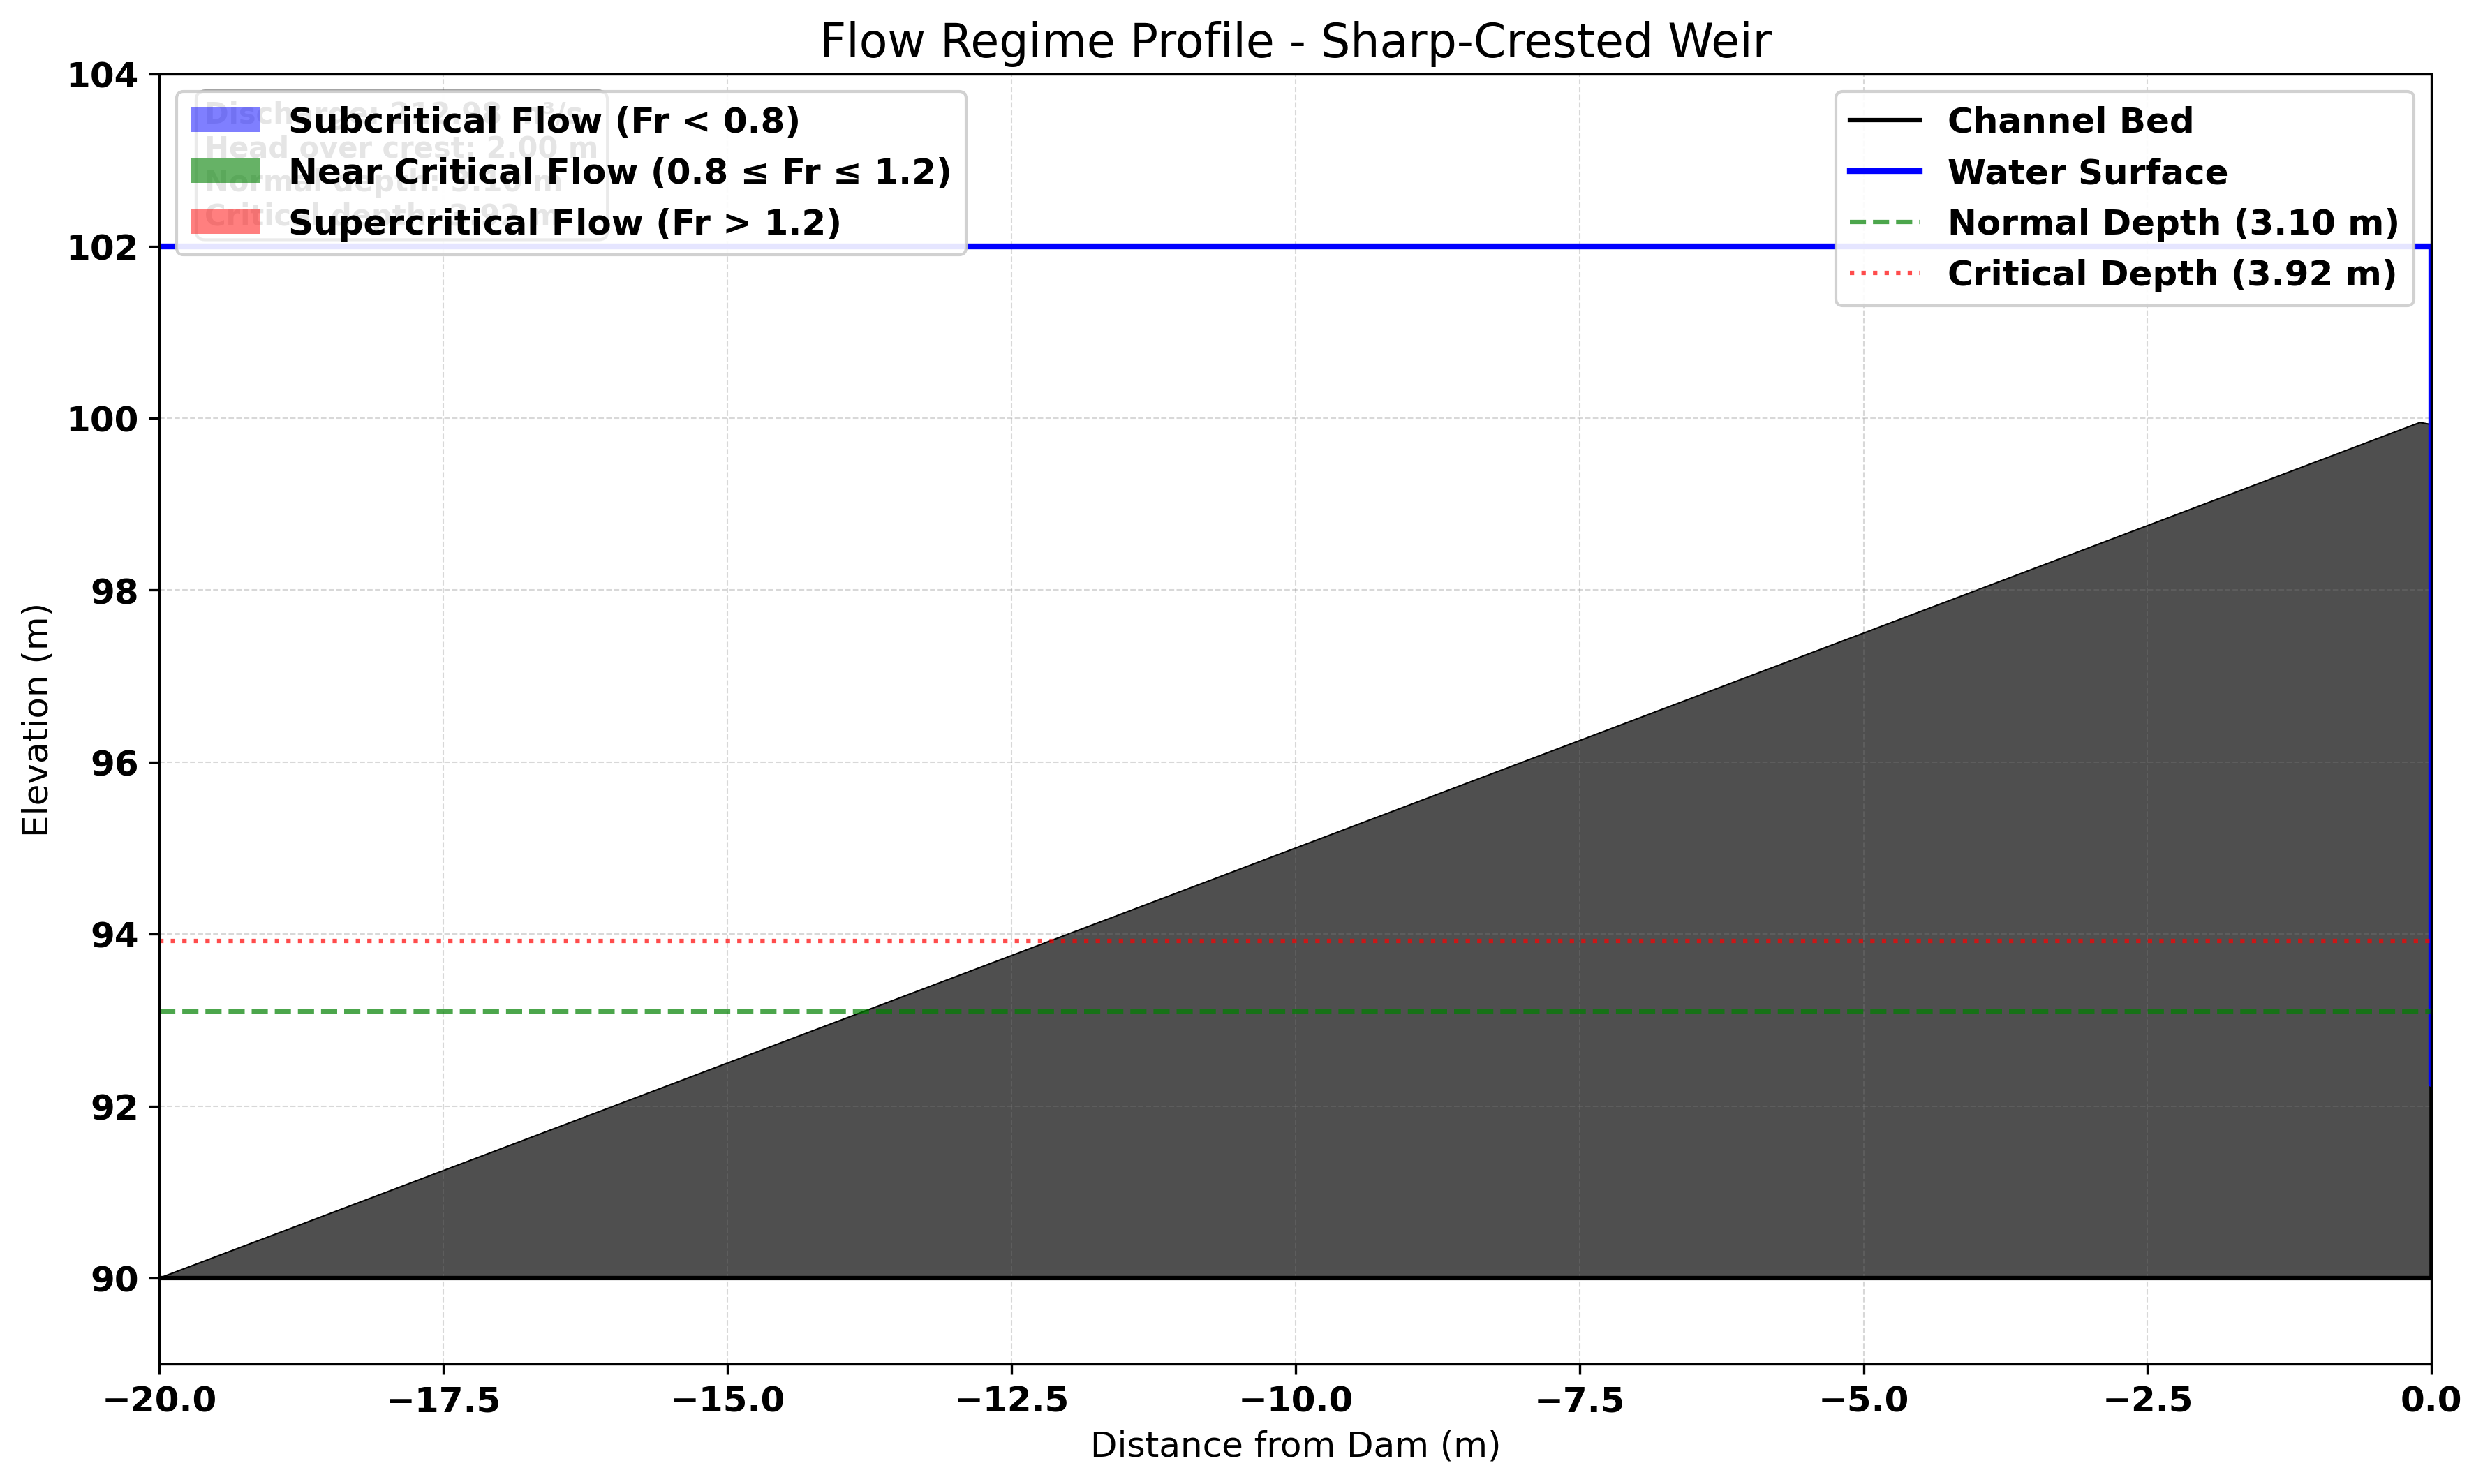 Flow Regime Profile - Sharp-Crested Weir
104
102
100
98
96
94
92
90
Elevation (m)
Subcritical Flow (Fr < 0.8)
Near Critical Flow (0.8 ≤ Fr ≤ 1.2)
Supercritical Flow (Fr > 1.2)
Head over crest: 2.00 m
Channel Bed
Water Surface
Normal Depth (3.10 m)
Critical Depth (3.92 m)
−20.0
−17.5
−15.0
−12.5
−10.0
−7.5
−5.0
−2.5
0.0
Distance from Dam (m)